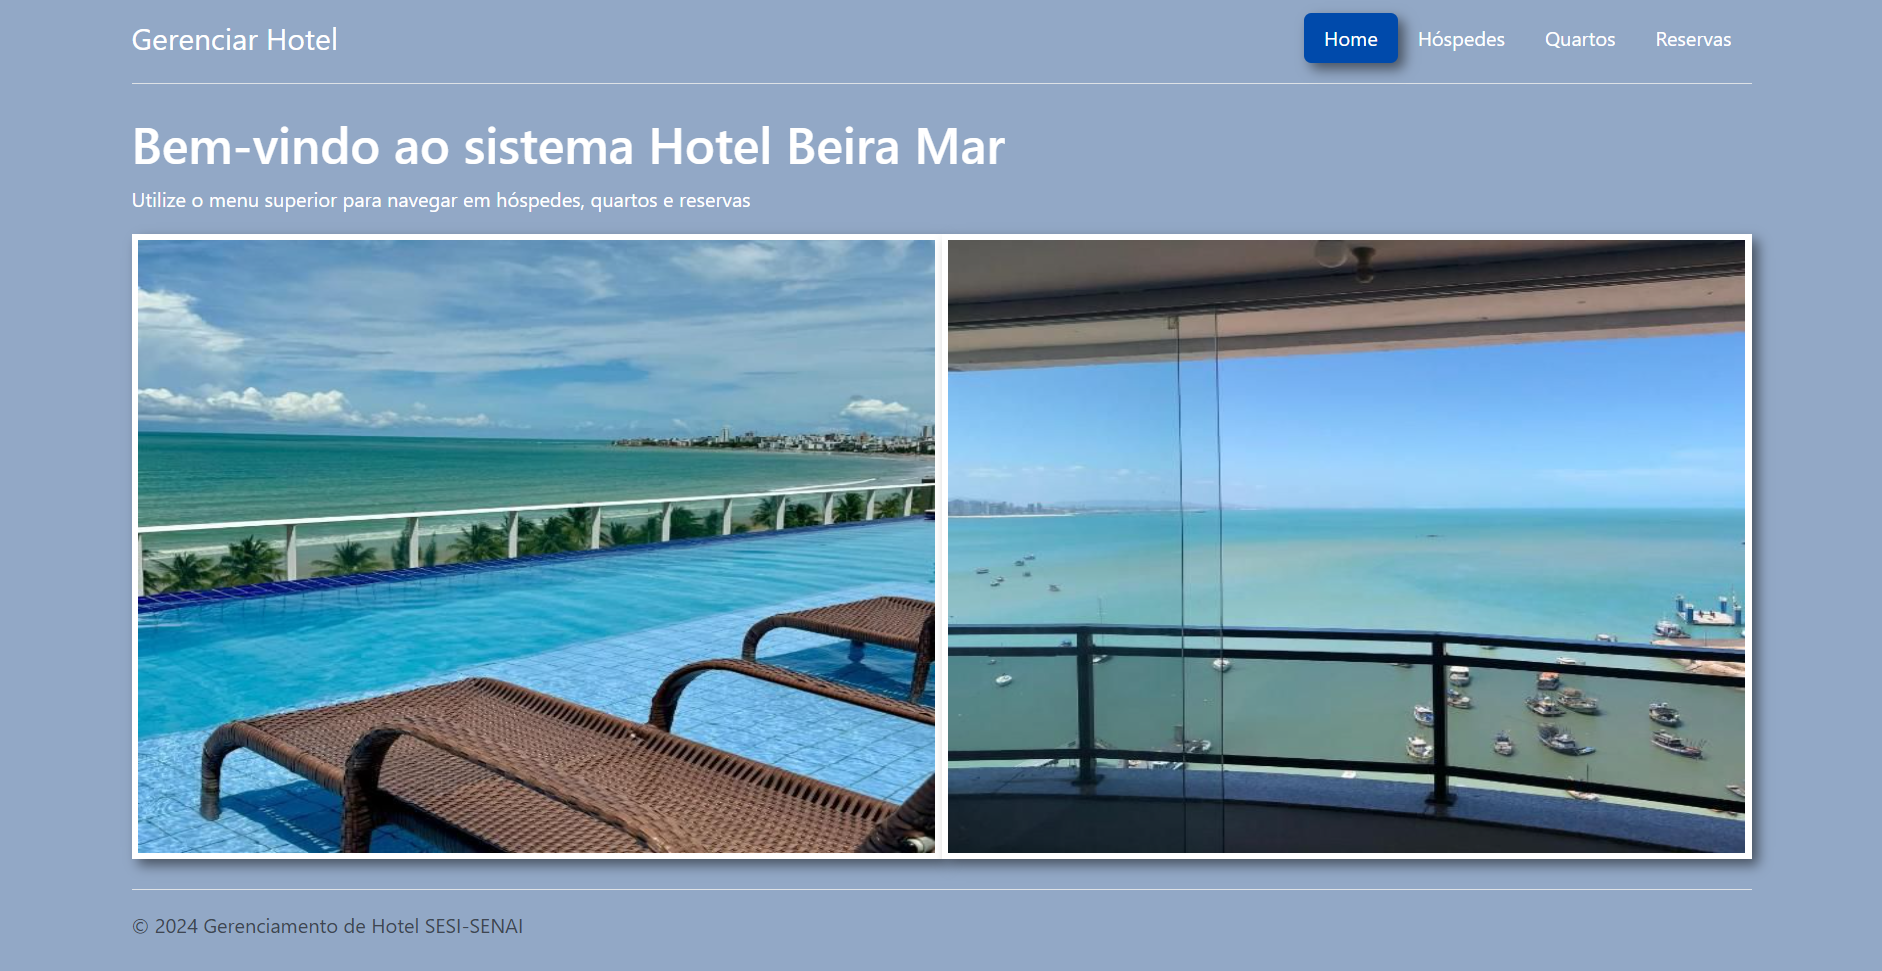 Gerenciar Hotel
Home Hóspedes Quartos Reservas
Bem-vindo ao sistema Hotel Beira Mar
Utilize o menu superior para navegar em hóspedes, quartos e reservas
© 2024 Gerenciamento de Hotel SESI-SENAI